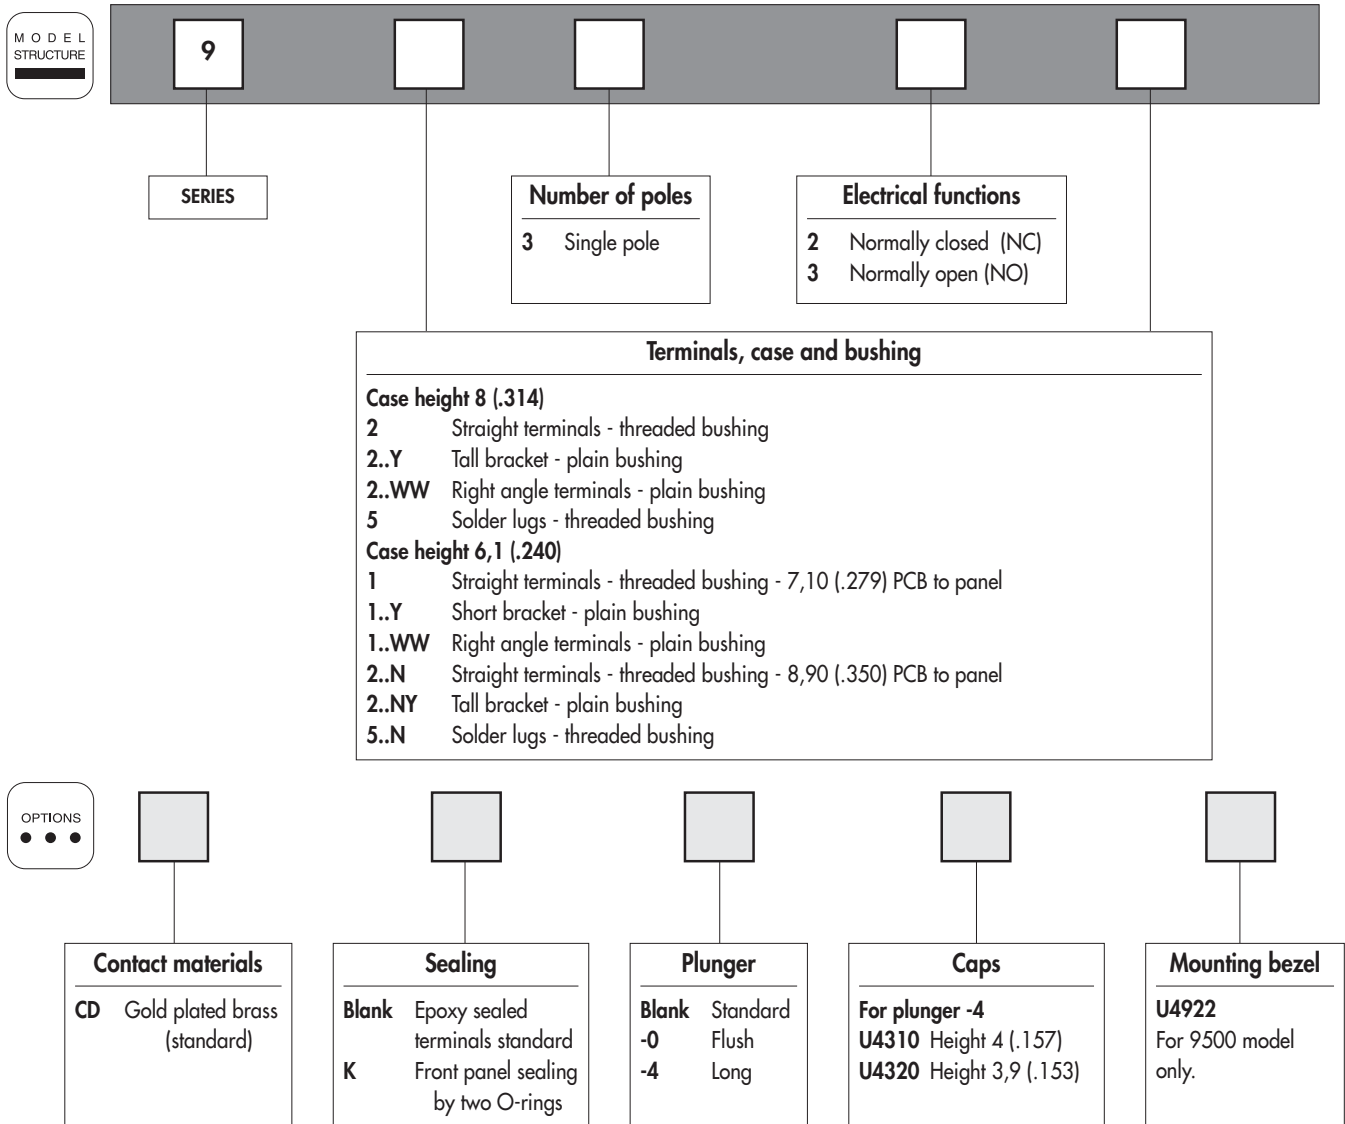 MODEL
STRUCTURE
9
SERIES
Number of poles
3 Single pole
Electrical functions
2 Normally closed (NC)
3 Normally open (NO)
Terminals, case and bushing
Case height 8 (.314)
2 Straight terminals - threaded bushing
2..Y Tall bracket - plain bushing
2..WW Right angle terminals - plain bushing
5 Solder lugs - threaded bushing
Case height 6,1 (.240)
1 Straight terminals - threaded bushing - 7,10 (.279) PCB to panel
1..Y Short bracket - plain bushing
1..WW Right angle terminals - plain bushing
2..N Straight terminals - threaded bushing - 8,90 (.350) PCB to panel
2..NY Tall bracket - plain bushing
5..N Solder lugs - threaded bushing
OPTIONS
Contact materials
CD Gold plated brass
(standard)
Sealing
Blank Epoxy sealed
terminals standard
K Front panel sealing
by two O-rings
Plunger
Blank Standard
-0 Flush
-4 Long
Caps
For plunger -4
U4310 Height 4 (.157)
U4320 Height 3,9 (.153)
Mounting bezel
U4922
For 9500 model
only.